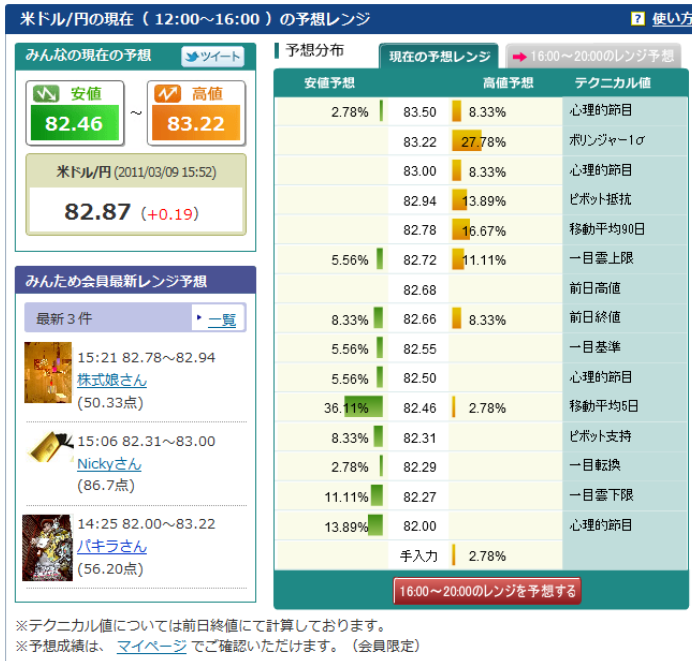 米ドル/円の現在（ 12:00～16:00 ）の予想レンジ
? 使い方
みんなの現在の予想 ツイート
安値 ～ 高値
82.46 83.22
米ドル/円 (2011/03/09 15:52)
82.87 (+0.19)
みんため会員最新レンジ予想
最新３件 一覧
15:21 82.78～82.94
株式娘さん
(50.33点)
15:06 82.31～83.00
Nickyさん
(86.7点)
14:25 82.00～83.22
パキラさん
(56.20点)
予想分布 現在の予想レンジ 16:00～20:00のレンジ予想
安値予想 高値予想 テクニカル値
2.78% 83.50 8.33% 心理的節目
83.22 27.78% ボリンジャー1σ
83.00 8.33% 心理的節目
82.94 13.89% ピボット抵抗
82.78 16.67% 移動平均90日
5.56% 82.72 11.11% 一目雲上限
82.68 前日高値
8.33% 82.66 8.33% 前日終値
5.56% 82.55 一目基準
5.56% 82.50 心理的節目
36.11% 82.46 2.78% 移動平均5日
8.33% 82.31 ピボット支持
2.78% 82.29 一目転換
11.11% 82.27 一目雲下限
13.89% 82.00 心理的節目
手入力 2.78%
16:00～20:00のレンジを予想する
※テクニカル値については前日終値にて計算しております。
※予想成績は、 マイページ でご確認いただけます。（会員限定）